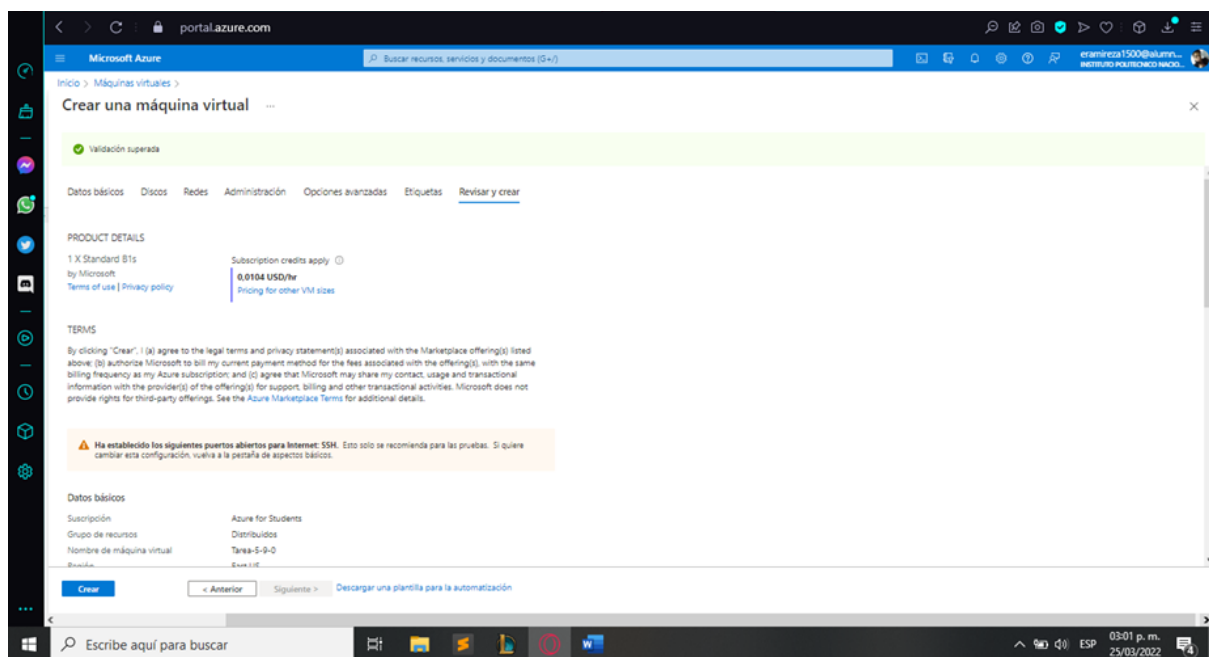 portal.azure.com
Microsoft Azure
Buscar recursos, servicios y documentos (G+/)
eramireza1500@alumn...
INSTITUTO POLITECNICO NACIO...
Inicio > Máquinas virtuales >
Crear una máquina virtual ...
Validación superada
Datos básicos Discos Redes Administración Opciones avanzadas Etiquetas Revisar y crear
PRODUCT DETAILS
1 X Standard B1s
by Microsoft
Terms of use | Privacy policy
Subscription credits apply
0,0104 USD/hr
Pricing for other VM sizes
TERMS
By clicking "Crear", I (a) agree to the legal terms and privacy statement(s) associated with the Marketplace offering(s) listed
above; (b) authorize Microsoft to bill my current payment method for the fees associated with the offering(s), with the same
billing frequency as my Azure subscription; and (c) agree that Microsoft may share my contact, usage and transactional
information with the provider(s) of the offering(s) for support, billing and other transactional activities. Microsoft does not
provide rights for third-party offerings. See the Azure Marketplace Terms for additional details.
Ha establecido los siguientes puertos abiertos para Internet: SSH. Esto solo se recomienda para las pruebas. Si quiere
cambiar esta configuración, vuelva a la pestaña de aspectos básicos.
Datos básicos
Suscripción Azure for Students
Grupo de recursos Distribuidos
Nombre de máquina virtual Tarea-5-9-0
Región East US
Crear < Anterior Siguiente > Descargar una plantilla para la automatización
Escribe aquí para buscar
ESP
03:01 p. m.
25/03/2022
4